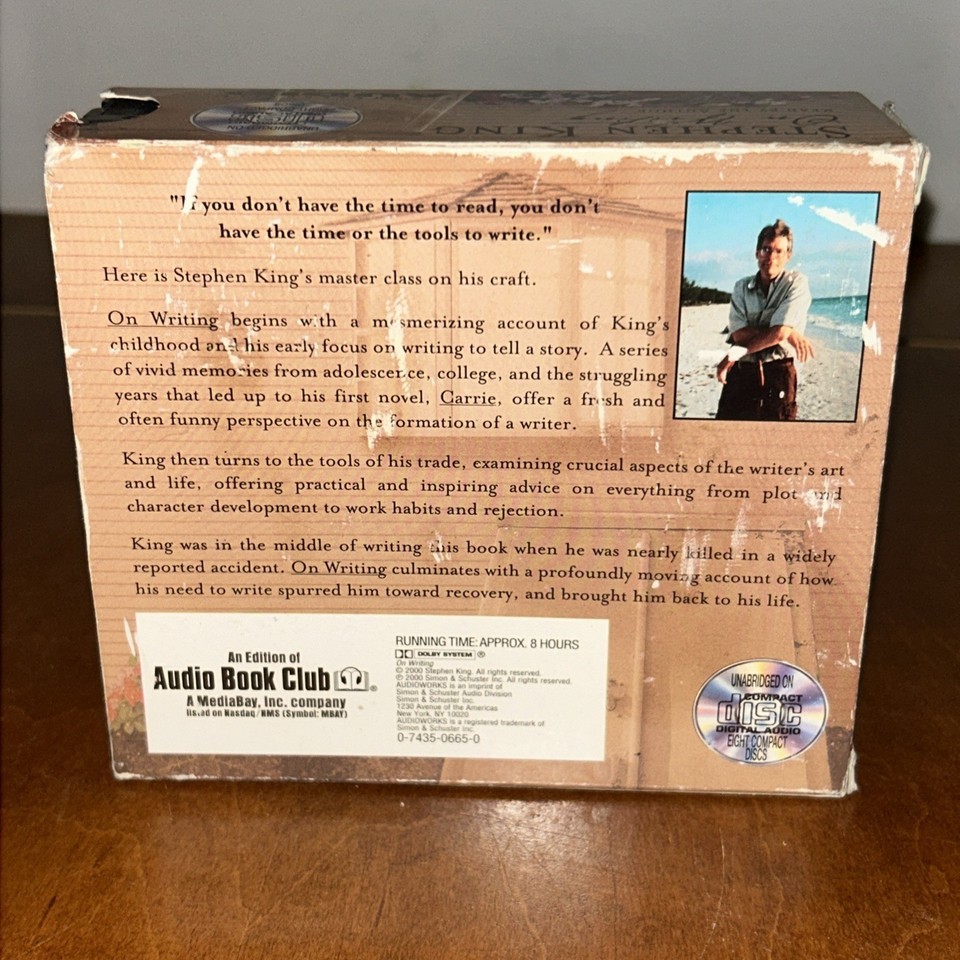 STEPHEN KING
On Writing
"If you don't have the time to read, you don't
have the time or the tools to write."
Here is Stephen King's master class on his craft.
On Writing begins with a mesmerizing account of King's
childhood and his early focus on writing to tell a story. A series
of vivid memories from adolescence, college, and the struggling
years that led up to his first novel, Carrie, offer a fresh and
often funny perspective on the formation of a writer.
King then turns to the tools of his trade, examining crucial aspects of the writer's art
and life, offering practical and inspiring advice on everything from plot and
character development to work habits and rejection.
King was in the middle of writing this book when he was nearly killed in a widely
reported accident. On Writing culminates with a profoundly moving account of how
his need to write spurred him toward recovery, and brought him back to his life.
An Edition of
Audio Book Club®
A MediaBay, Inc. company
Listed on Nasdaq/NMS (Symbol: MBAY)
RUNNING TIME: APPROX. 8 HOURS
DOLBY SYSTEM ®
On Writing
© 2000 Stephen King. All rights reserved.
℗ 2000 Simon & Schuster Inc. All rights reserved.
AUDIOWORKS is an imprint of
Simon & Schuster Audio Division
Simon & Schuster Inc.
1230 Avenue of the Americas
New York, NY 10020
AUDIOWORKS is a registered trademark of
Simon & Schuster Inc.
0-7435-0665-0
UNABRIDGED ON
COMPACT
disc
DIGITAL AUDIO
EIGHT COMPACT
DISCS